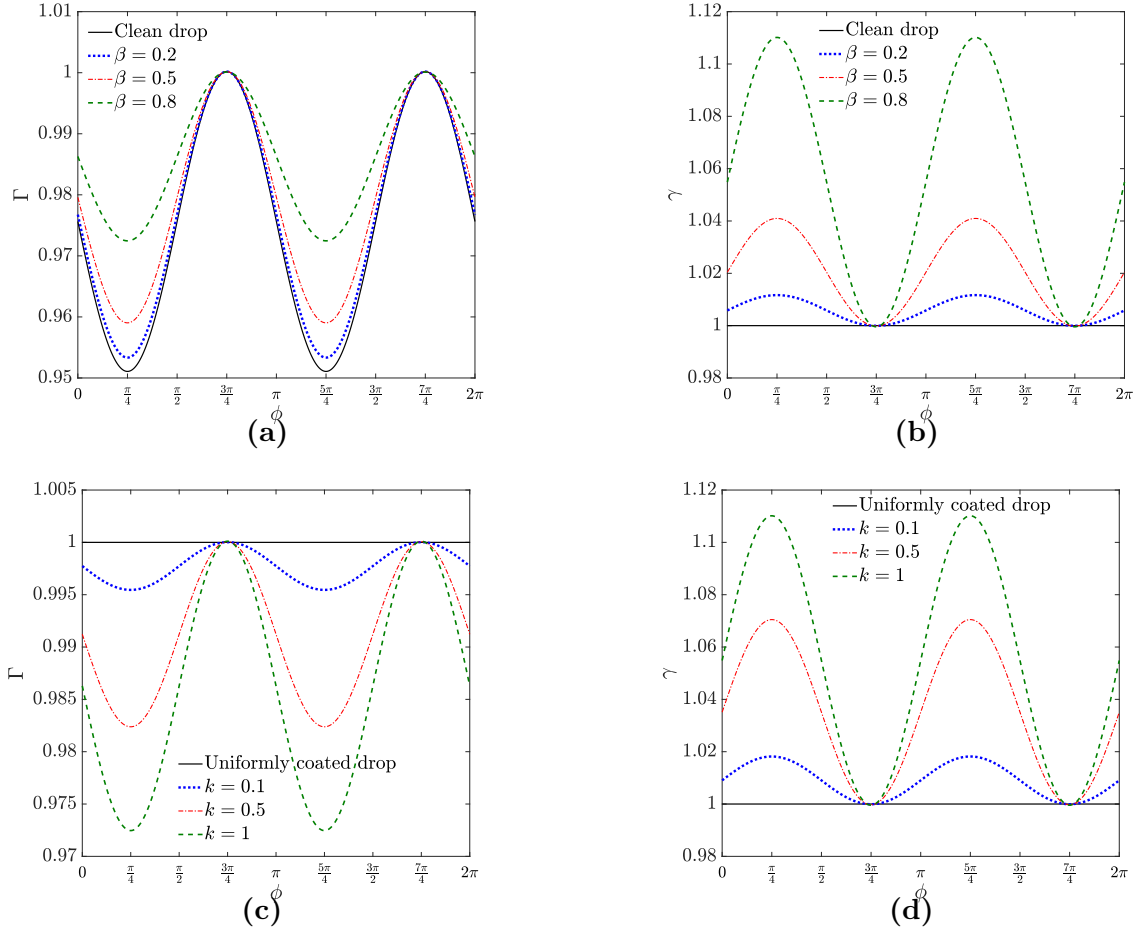 1.01
1
0.99
0.98
0.97
0.96
0.95
Γ
Clean drop
β = 0.2
β = 0.5
β = 0.8
0 π/4 π/2 3π/4 π 5π/4 3π/2 7π/4 2π
ϕ
(a)
1.12
1.1
1.08
1.06
1.04
1.02
1
0.98
γ
Clean drop
β = 0.2
β = 0.5
β = 0.8
0 π/4 π/2 3π/4 π 5π/4 3π/2 7π/4 2π
ϕ
(b)
1.005
1
0.995
0.99
0.985
0.98
0.975
0.97
Γ
Uniformly coated drop
k = 0.1
k = 0.5
k = 1
0 π/4 π/2 3π/4 π 5π/4 3π/2 7π/4 2π
ϕ
(c)
1.12
1.1
1.08
1.06
1.04
1.02
1
0.98
γ
Uniformly coated drop
k = 0.1
k = 0.5
k = 1
0 π/4 π/2 3π/4 π 5π/4 3π/2 7π/4 2π
ϕ
(d)